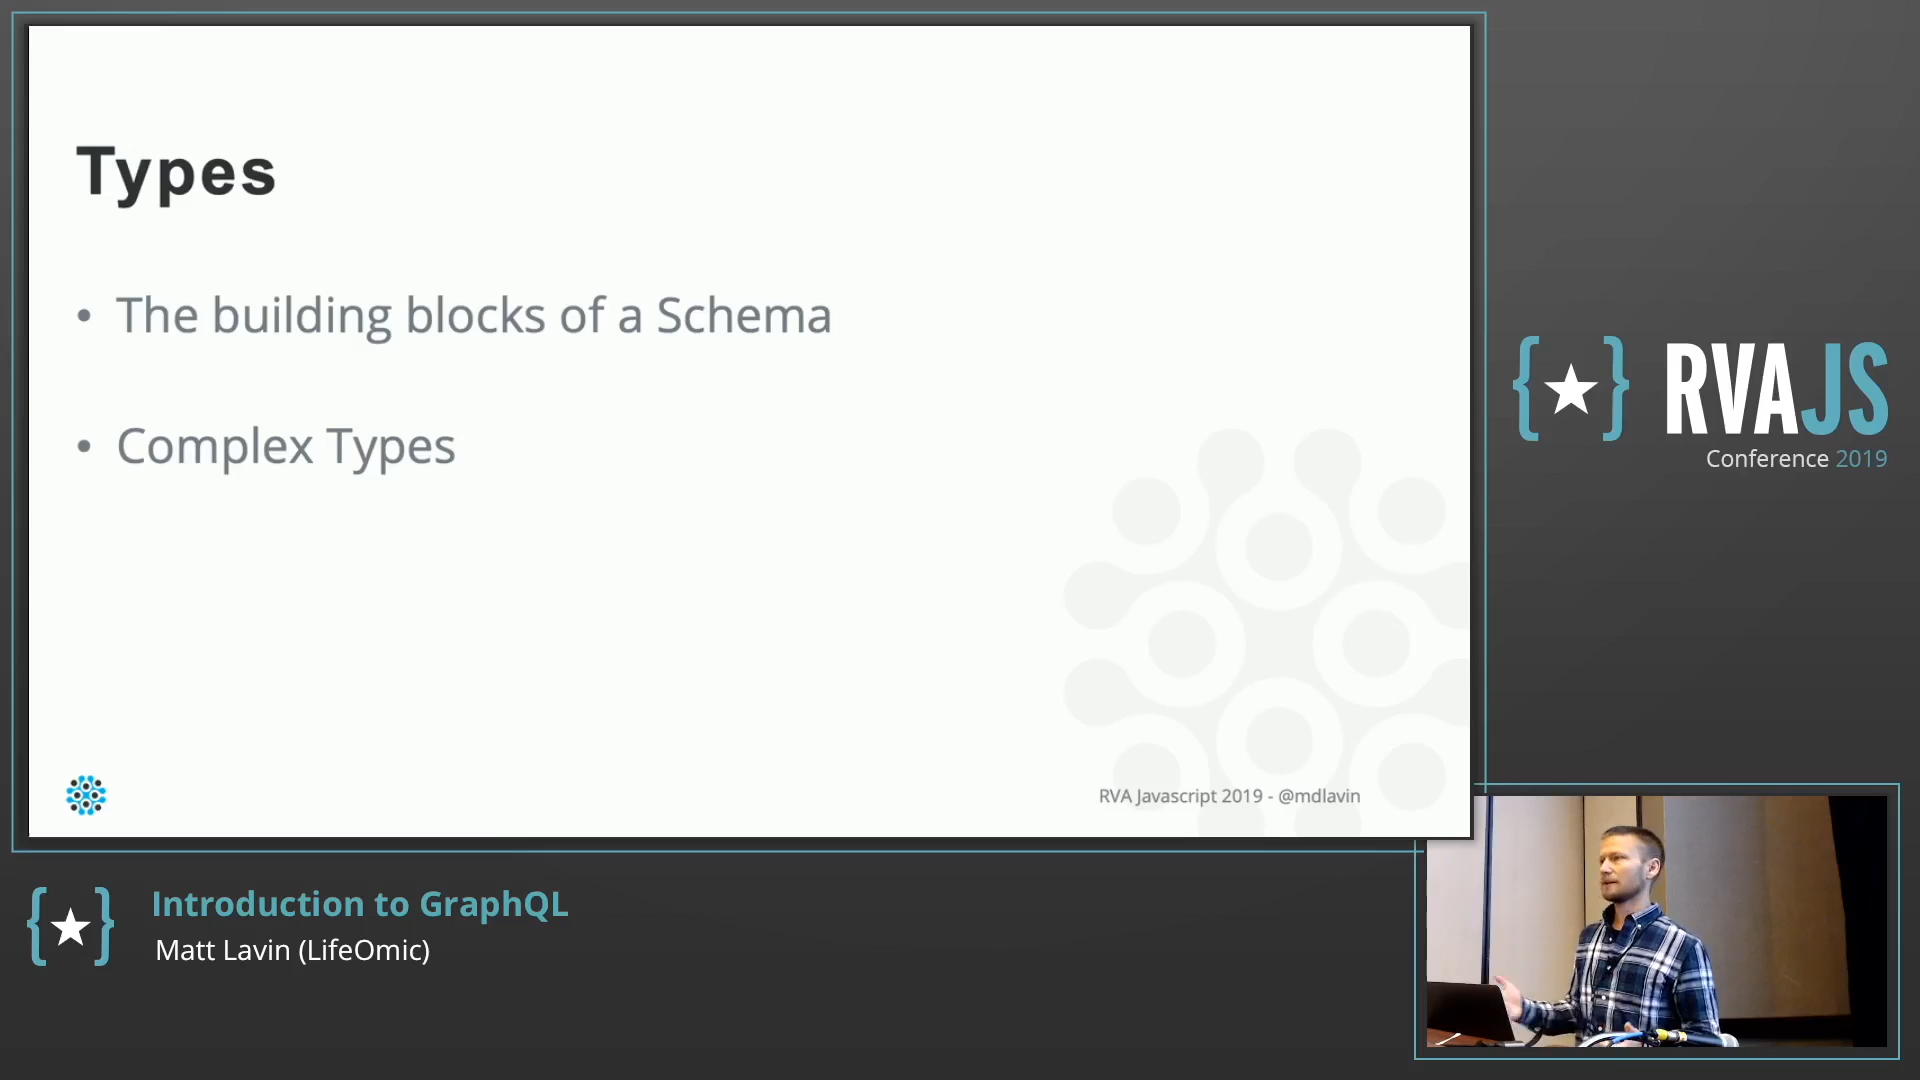 Types
• The building blocks of a Schema
• Complex Types
RVA Javascript 2019 - @mdlavin
{★} RVAJS
Conference 2019
{★} Introduction to GraphQL
Matt Lavin (LifeOmic)